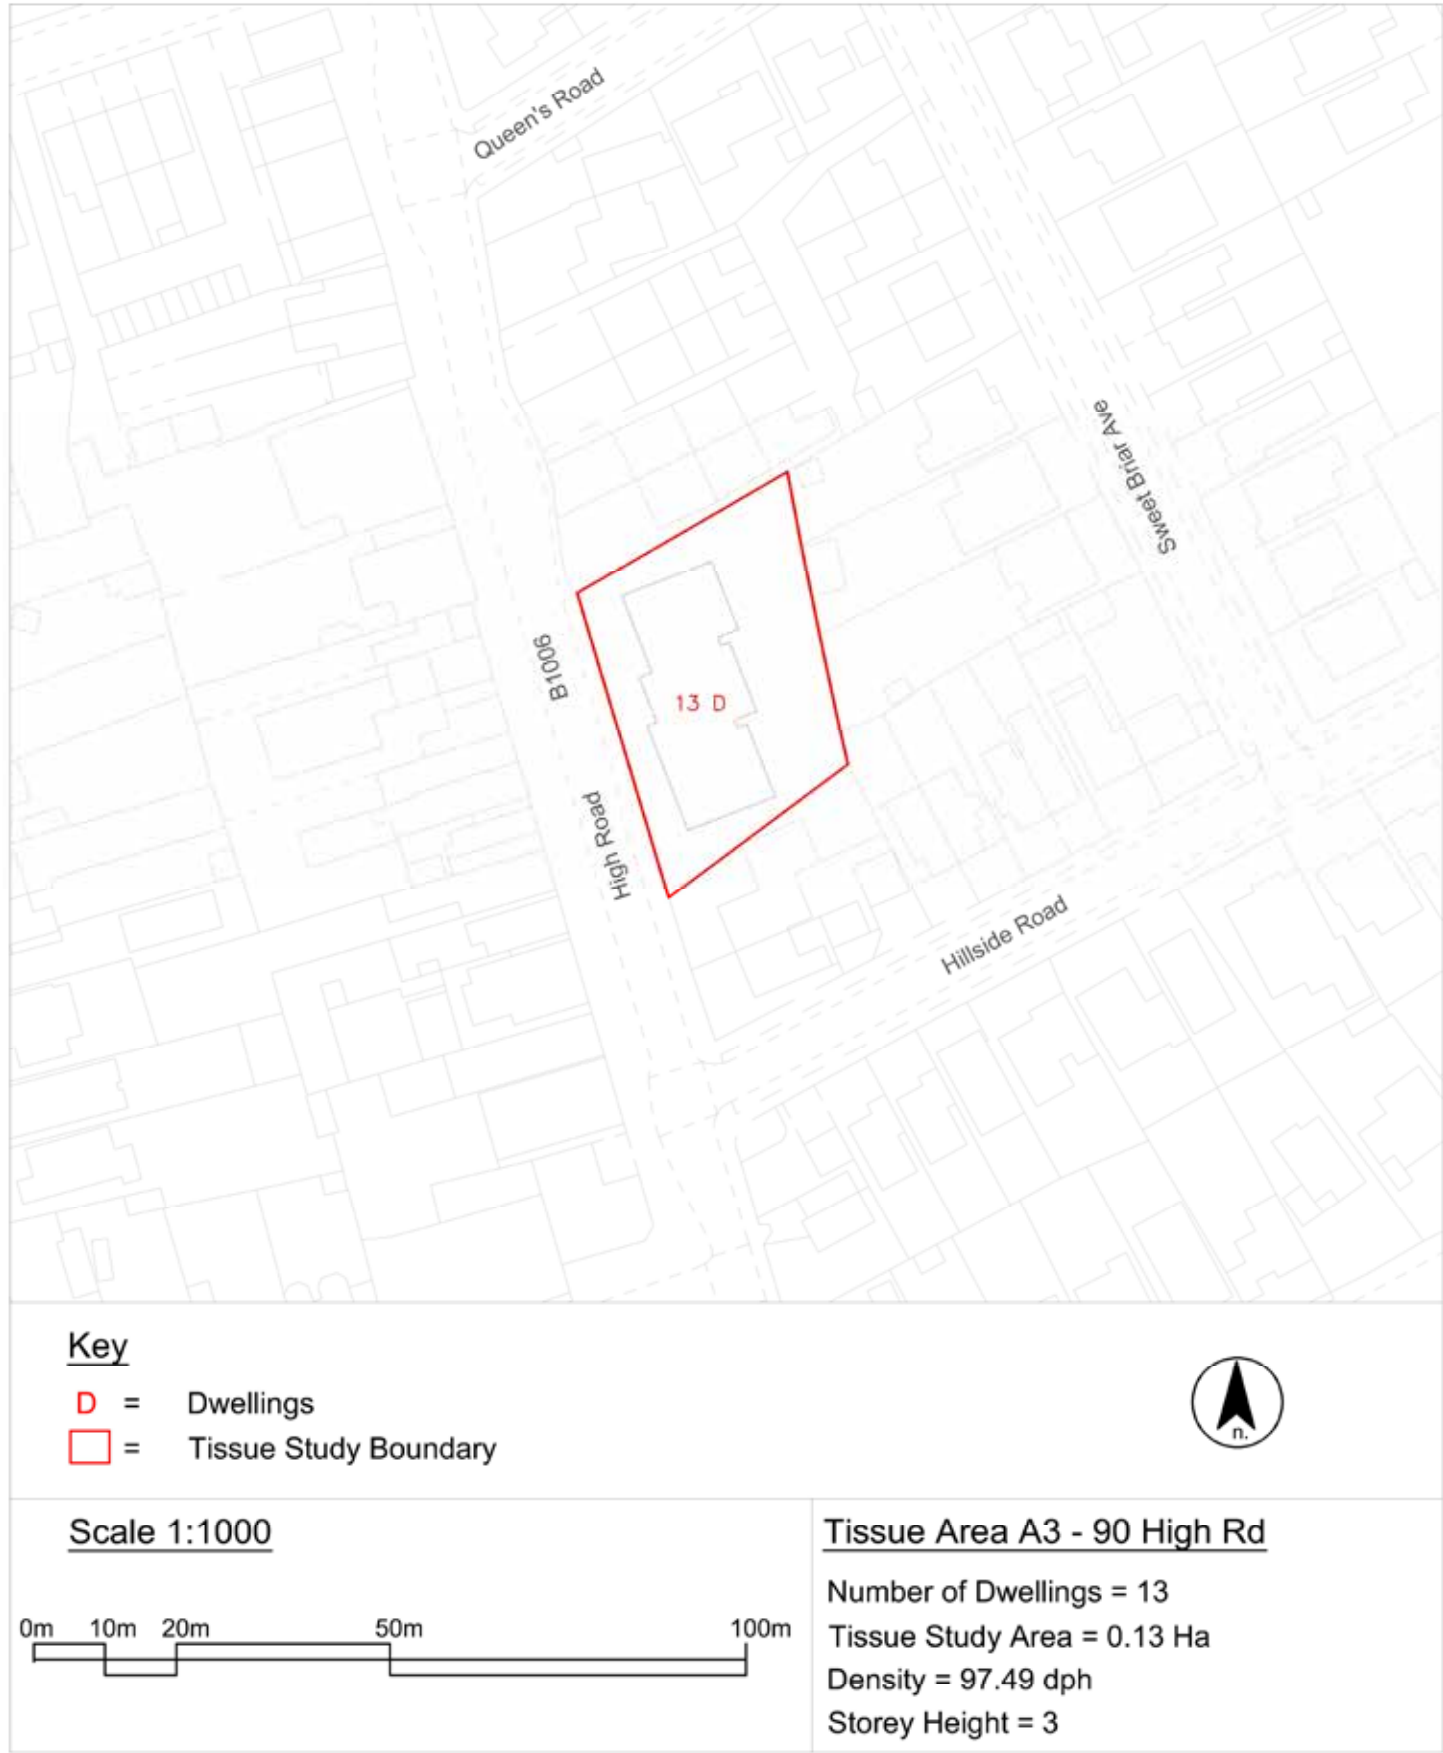 Queen's Road
Sweet Briar Ave
B1006
13 D
High Road
Hillside Road
Key
D = Dwellings
= Tissue Study Boundary
n.
Scale 1:1000
0m 10m 20m 50m 100m
Tissue Area A3 - 90 High Rd
Number of Dwellings = 13
Tissue Study Area = 0.13 Ha
Density = 97.49 dph
Storey Height = 3